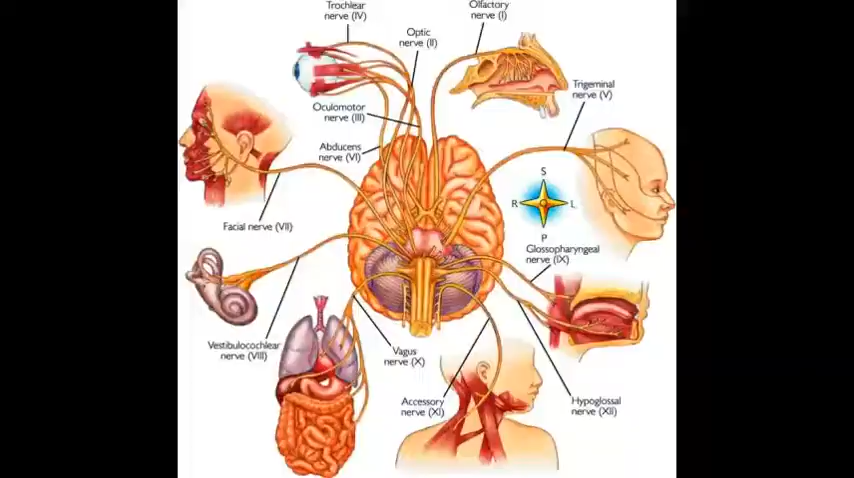 Trochlear
nerve (IV)
Olfactory
nerve (I)
Optic
nerve (II)
Trigeminal
nerve (V)
Oculomotor
nerve (III)
Abducens
nerve (VI)
S
R
L
P
Facial nerve (VII)
Glossopharyngeal
nerve (IX)
Vestibulocochlear
nerve (VIII)
Vagus
nerve (X)
Accessory
nerve (XI)
Hypoglossal
nerve (XII)